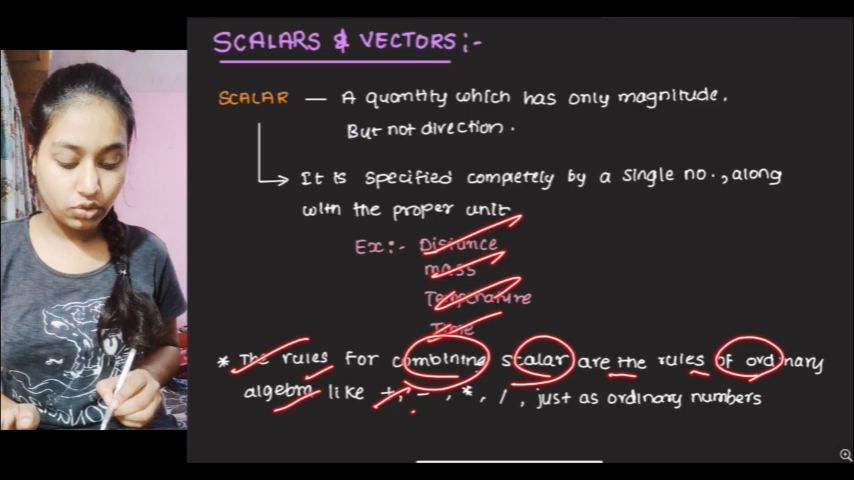 SCALARS & VECTORS:-
SCALAR — A quantity which has only magnitude.
But not direction.
It is specified completely by a single no., along
with the proper unit
Ex:- Distance
mass
Temperature
Time
* The rules for combining scalar are the rules of ordinary
algebra like +, -, *, /, just as ordinary numbers